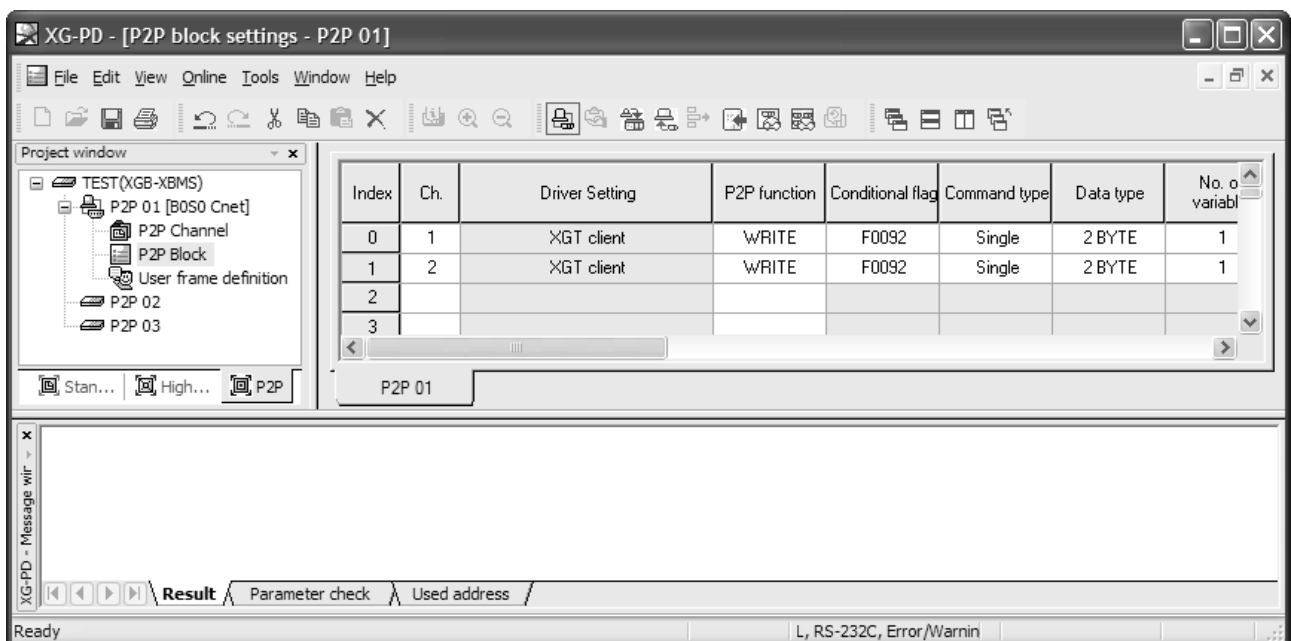 XG-PD - [P2P block settings - P2P 01]
File Edit View Online Tools Window Help
Project window
TEST(XGB-XBMS)
P2P 01 [B0S0 Cnet]
P2P Channel
P2P Block
User frame definition
P2P 02
P2P 03
Stan... High... P2P
Index Ch. Driver Setting P2P function Conditional flag Command type Data type No. o
variabl
0 1 XGT client WRITE F0092 Single 2 BYTE 1
1 2 XGT client WRITE F0092 Single 2 BYTE 1
2
3
P2P 01
XG-PD - Message wir
Result Parameter check Used address
Ready L, RS-232C, Error/Warnin